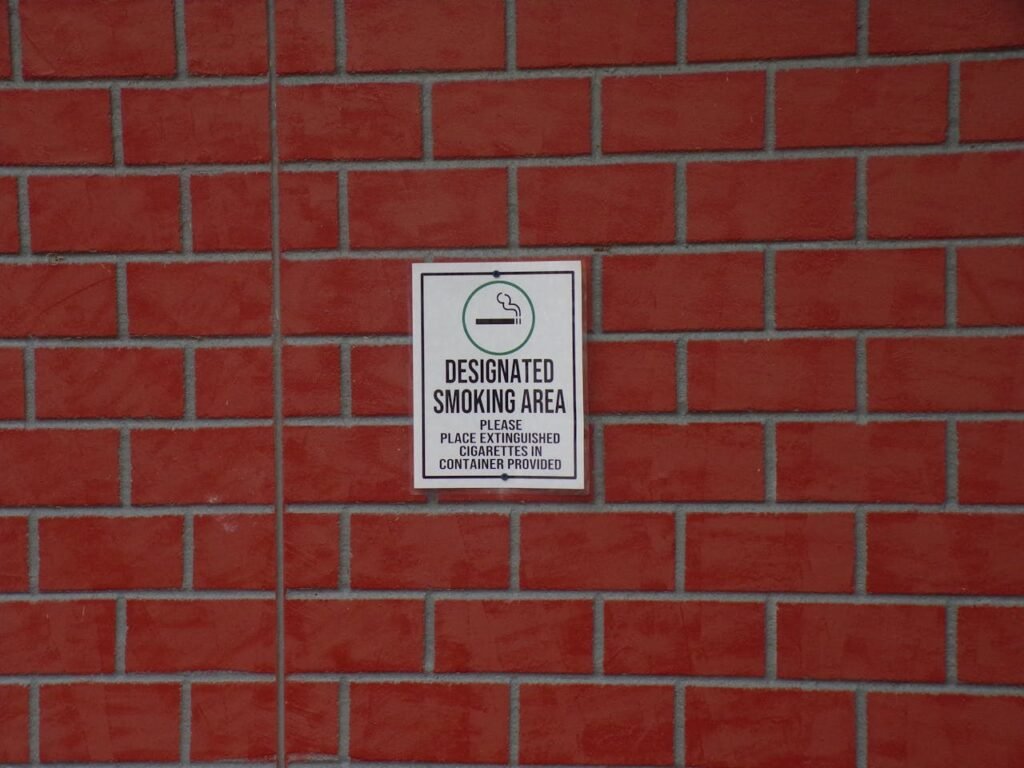 DESIGNATED
SMOKING AREA
PLEASE
PLACE EXTINGUISHED
CIGARETTES IN
CONTAINER PROVIDED